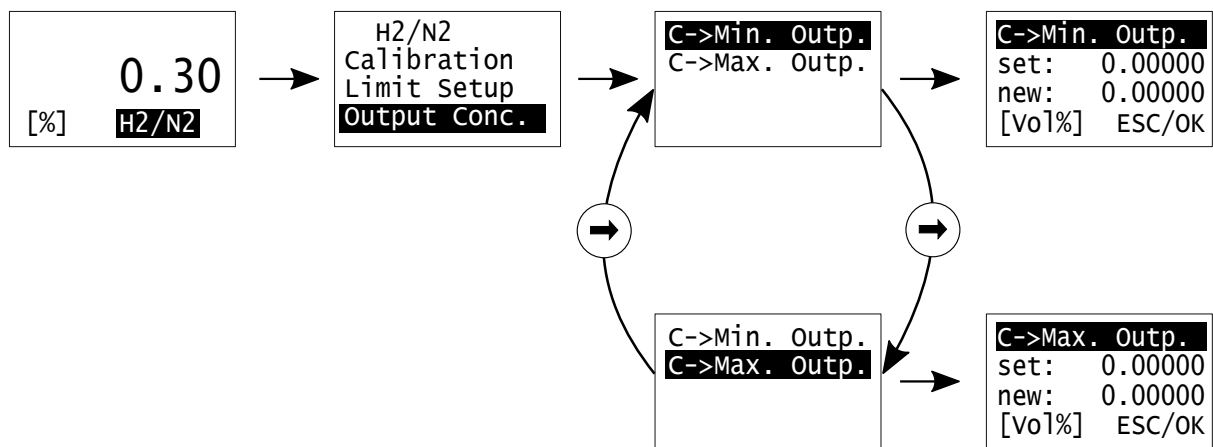 0.30
[%] H2/N2
H2/N2
Calibration
Limit Setup
Output Conc.
C->Min. Outp.
C->Max. Outp.
C->Min. Outp.
set: 0.00000
new: 0.00000
[Vol%] ESC/OK
C->Min. Outp.
C->Max. Outp.
C->Max. Outp.
set: 0.00000
new: 0.00000
[Vol%] ESC/OK